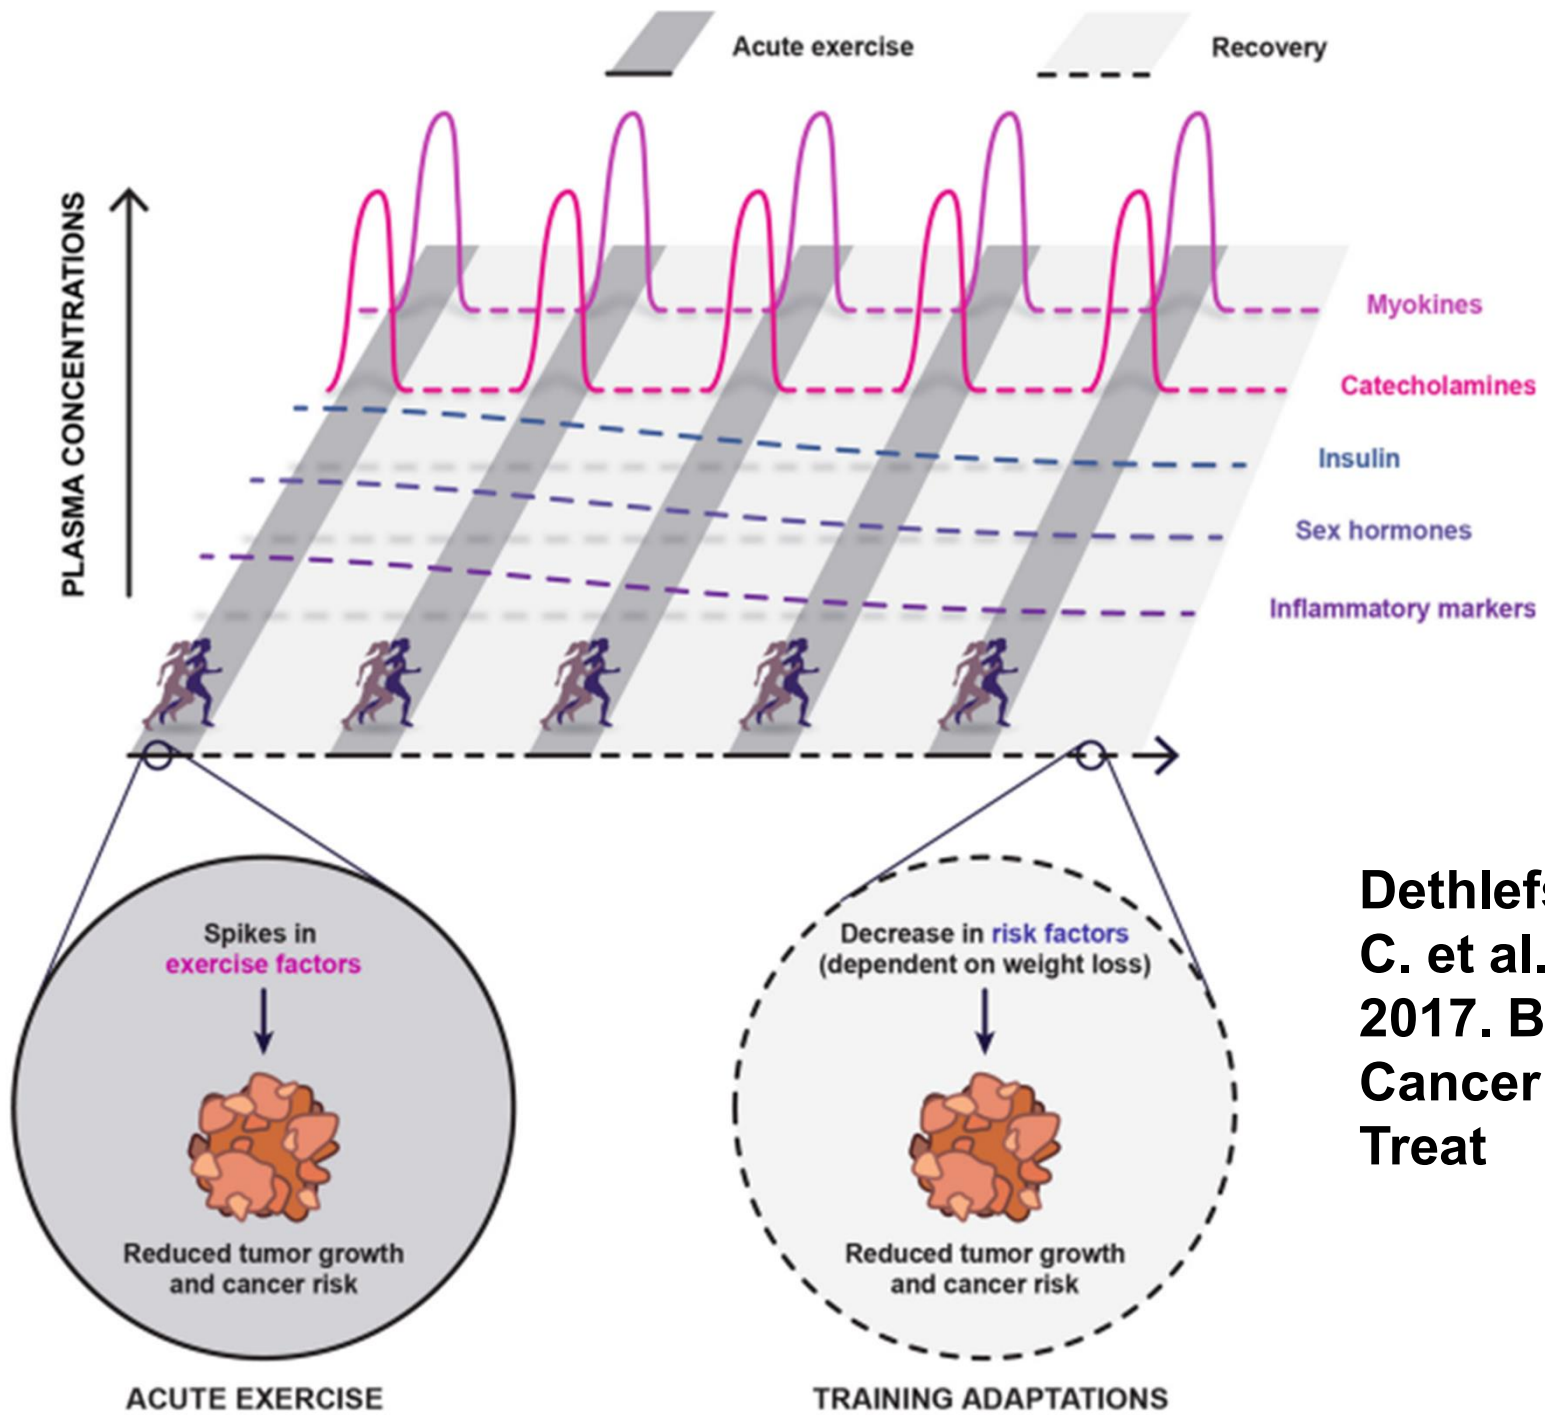 Acute exercise
Recovery
PLASMA CONCENTRATIONS
Myokines
Catecholamines
Insulin
Sex hormones
Inflammatory markers
Spikes in
exercise factors
Reduced tumor growth
and cancer risk
ACUTE EXERCISE
Decrease in risk factors
(dependent on weight loss)
Reduced tumor growth
and cancer risk
TRAINING ADAPTATIONS
C. et al.
2017. B
Cancer
Treat